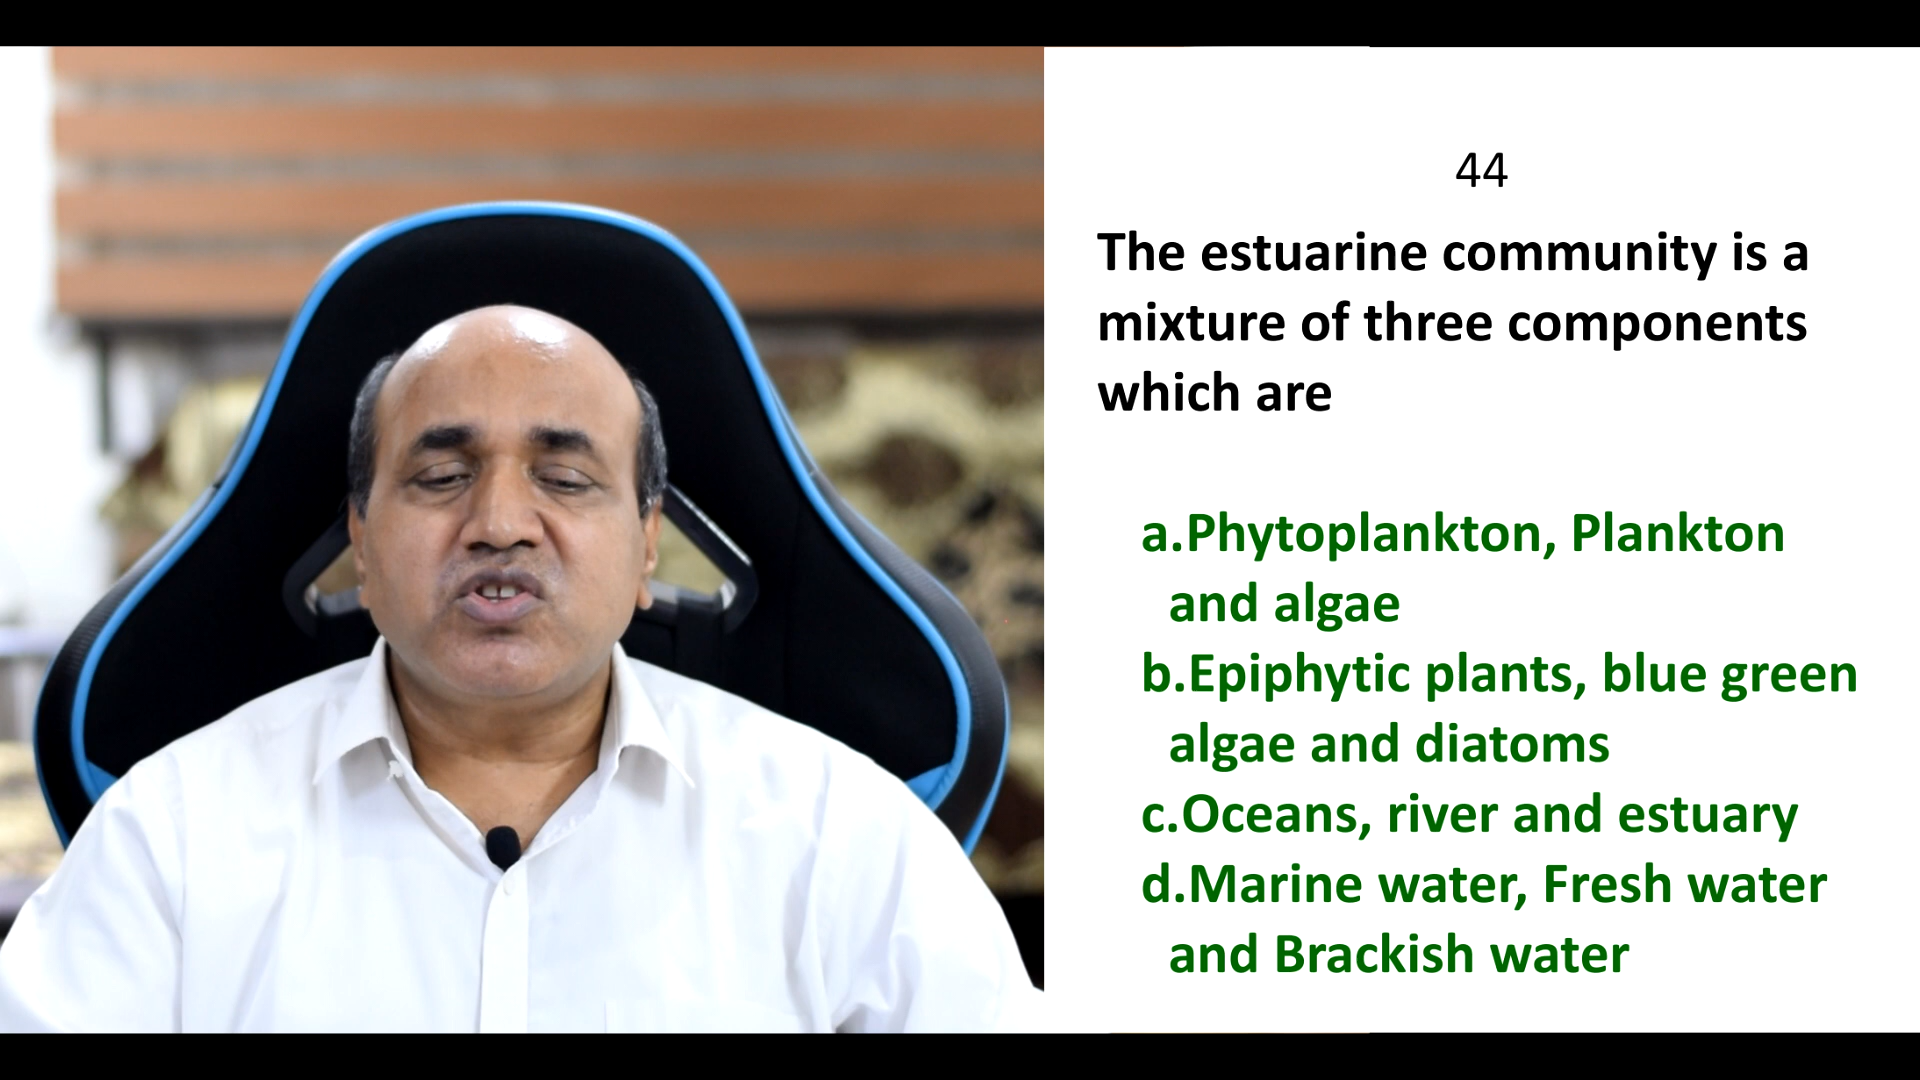 44
The estuarine community is a
mixture of three components
which are
a.Phytoplankton, Plankton
and algae
b.Epiphytic plants, blue green
algae and diatoms
c.Oceans, river and estuary
d.Marine water, Fresh water
and Brackish water